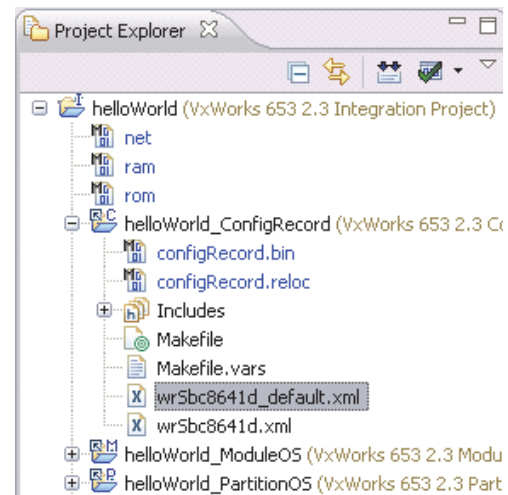 Project Explorer
helloWorld (VxWorks 653 2.3 Integration Project)
net
ram
rom
helloWorld_ConfigRecord (VxWorks 653 2.3 Co
configRecord.bin
configRecord.reloc
Includes
Makefile
Makefile.vars
wrSbc8641d_default.xml
wrSbc8641d.xml
helloWorld_ModuleOS (VxWorks 653 2.3 Modu
helloWorld_PartitionOS (VxWorks 653 2.3 Part